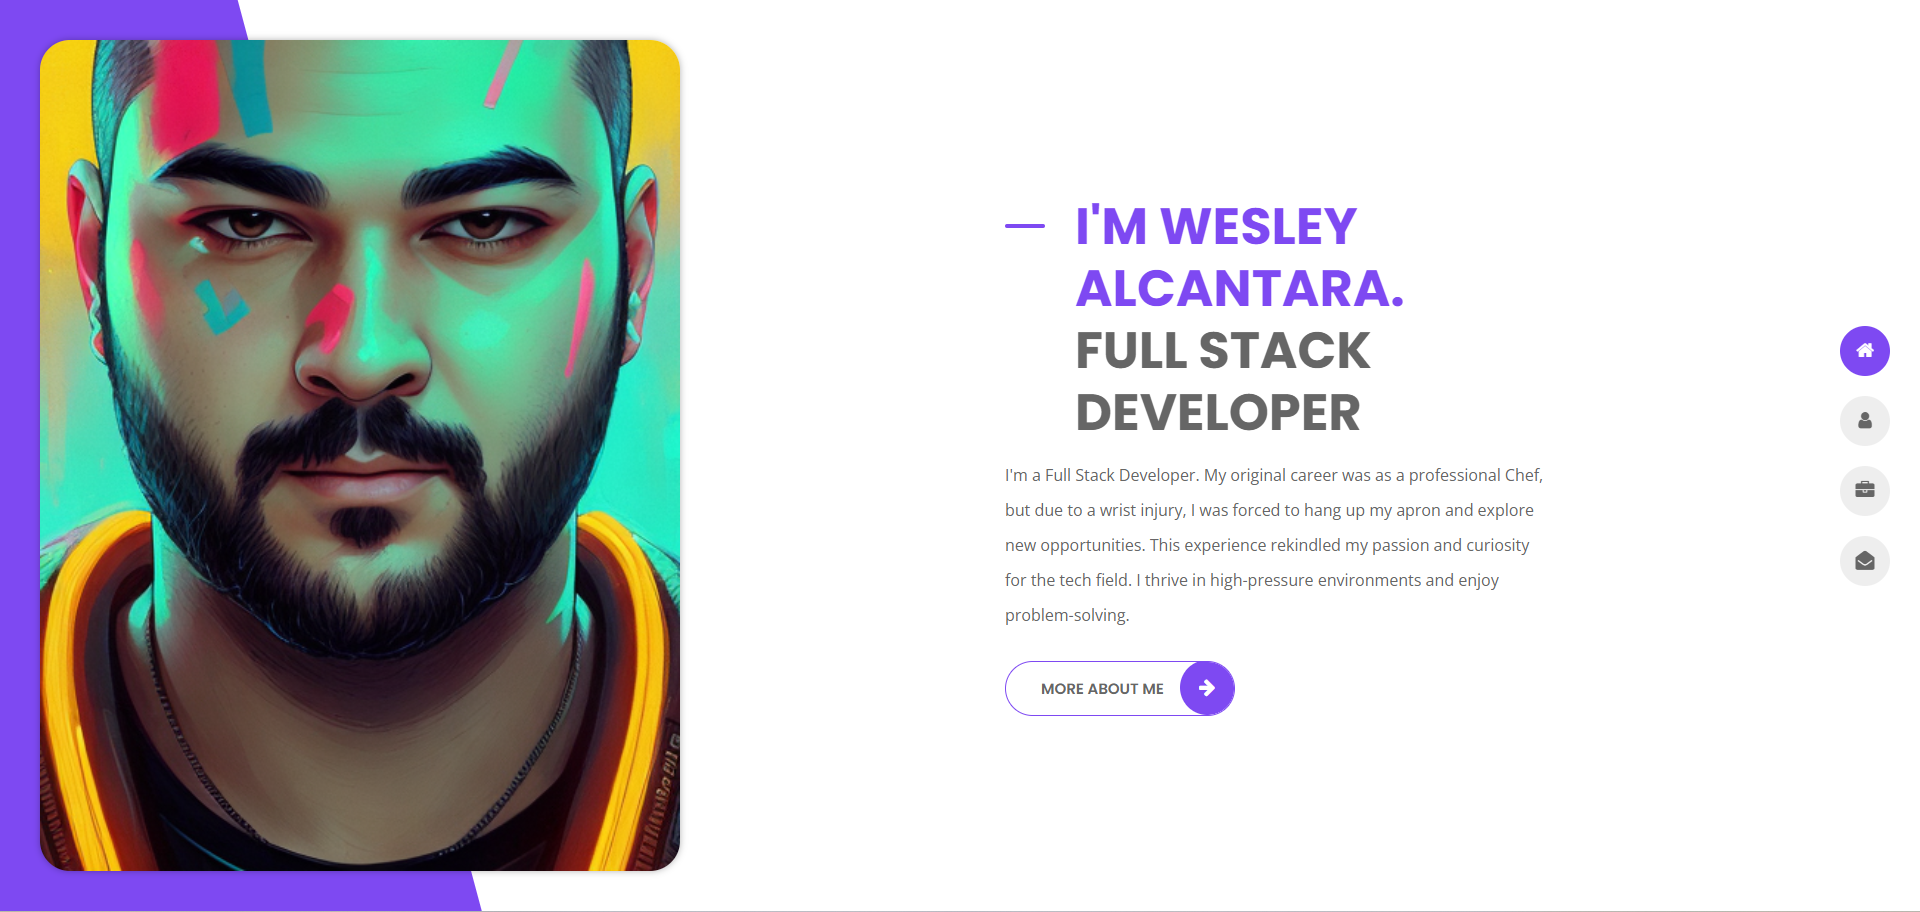 I'M WESLEY
ALCANTARA.
FULL STACK
DEVELOPER
I'm a Full Stack Developer. My original career was as a professional Chef,
but due to a wrist injury, I was forced to hang up my apron and explore
new opportunities. This experience rekindled my passion and curiosity
for the tech field. I thrive in high-pressure environments and enjoy
problem-solving.
MORE ABOUT ME